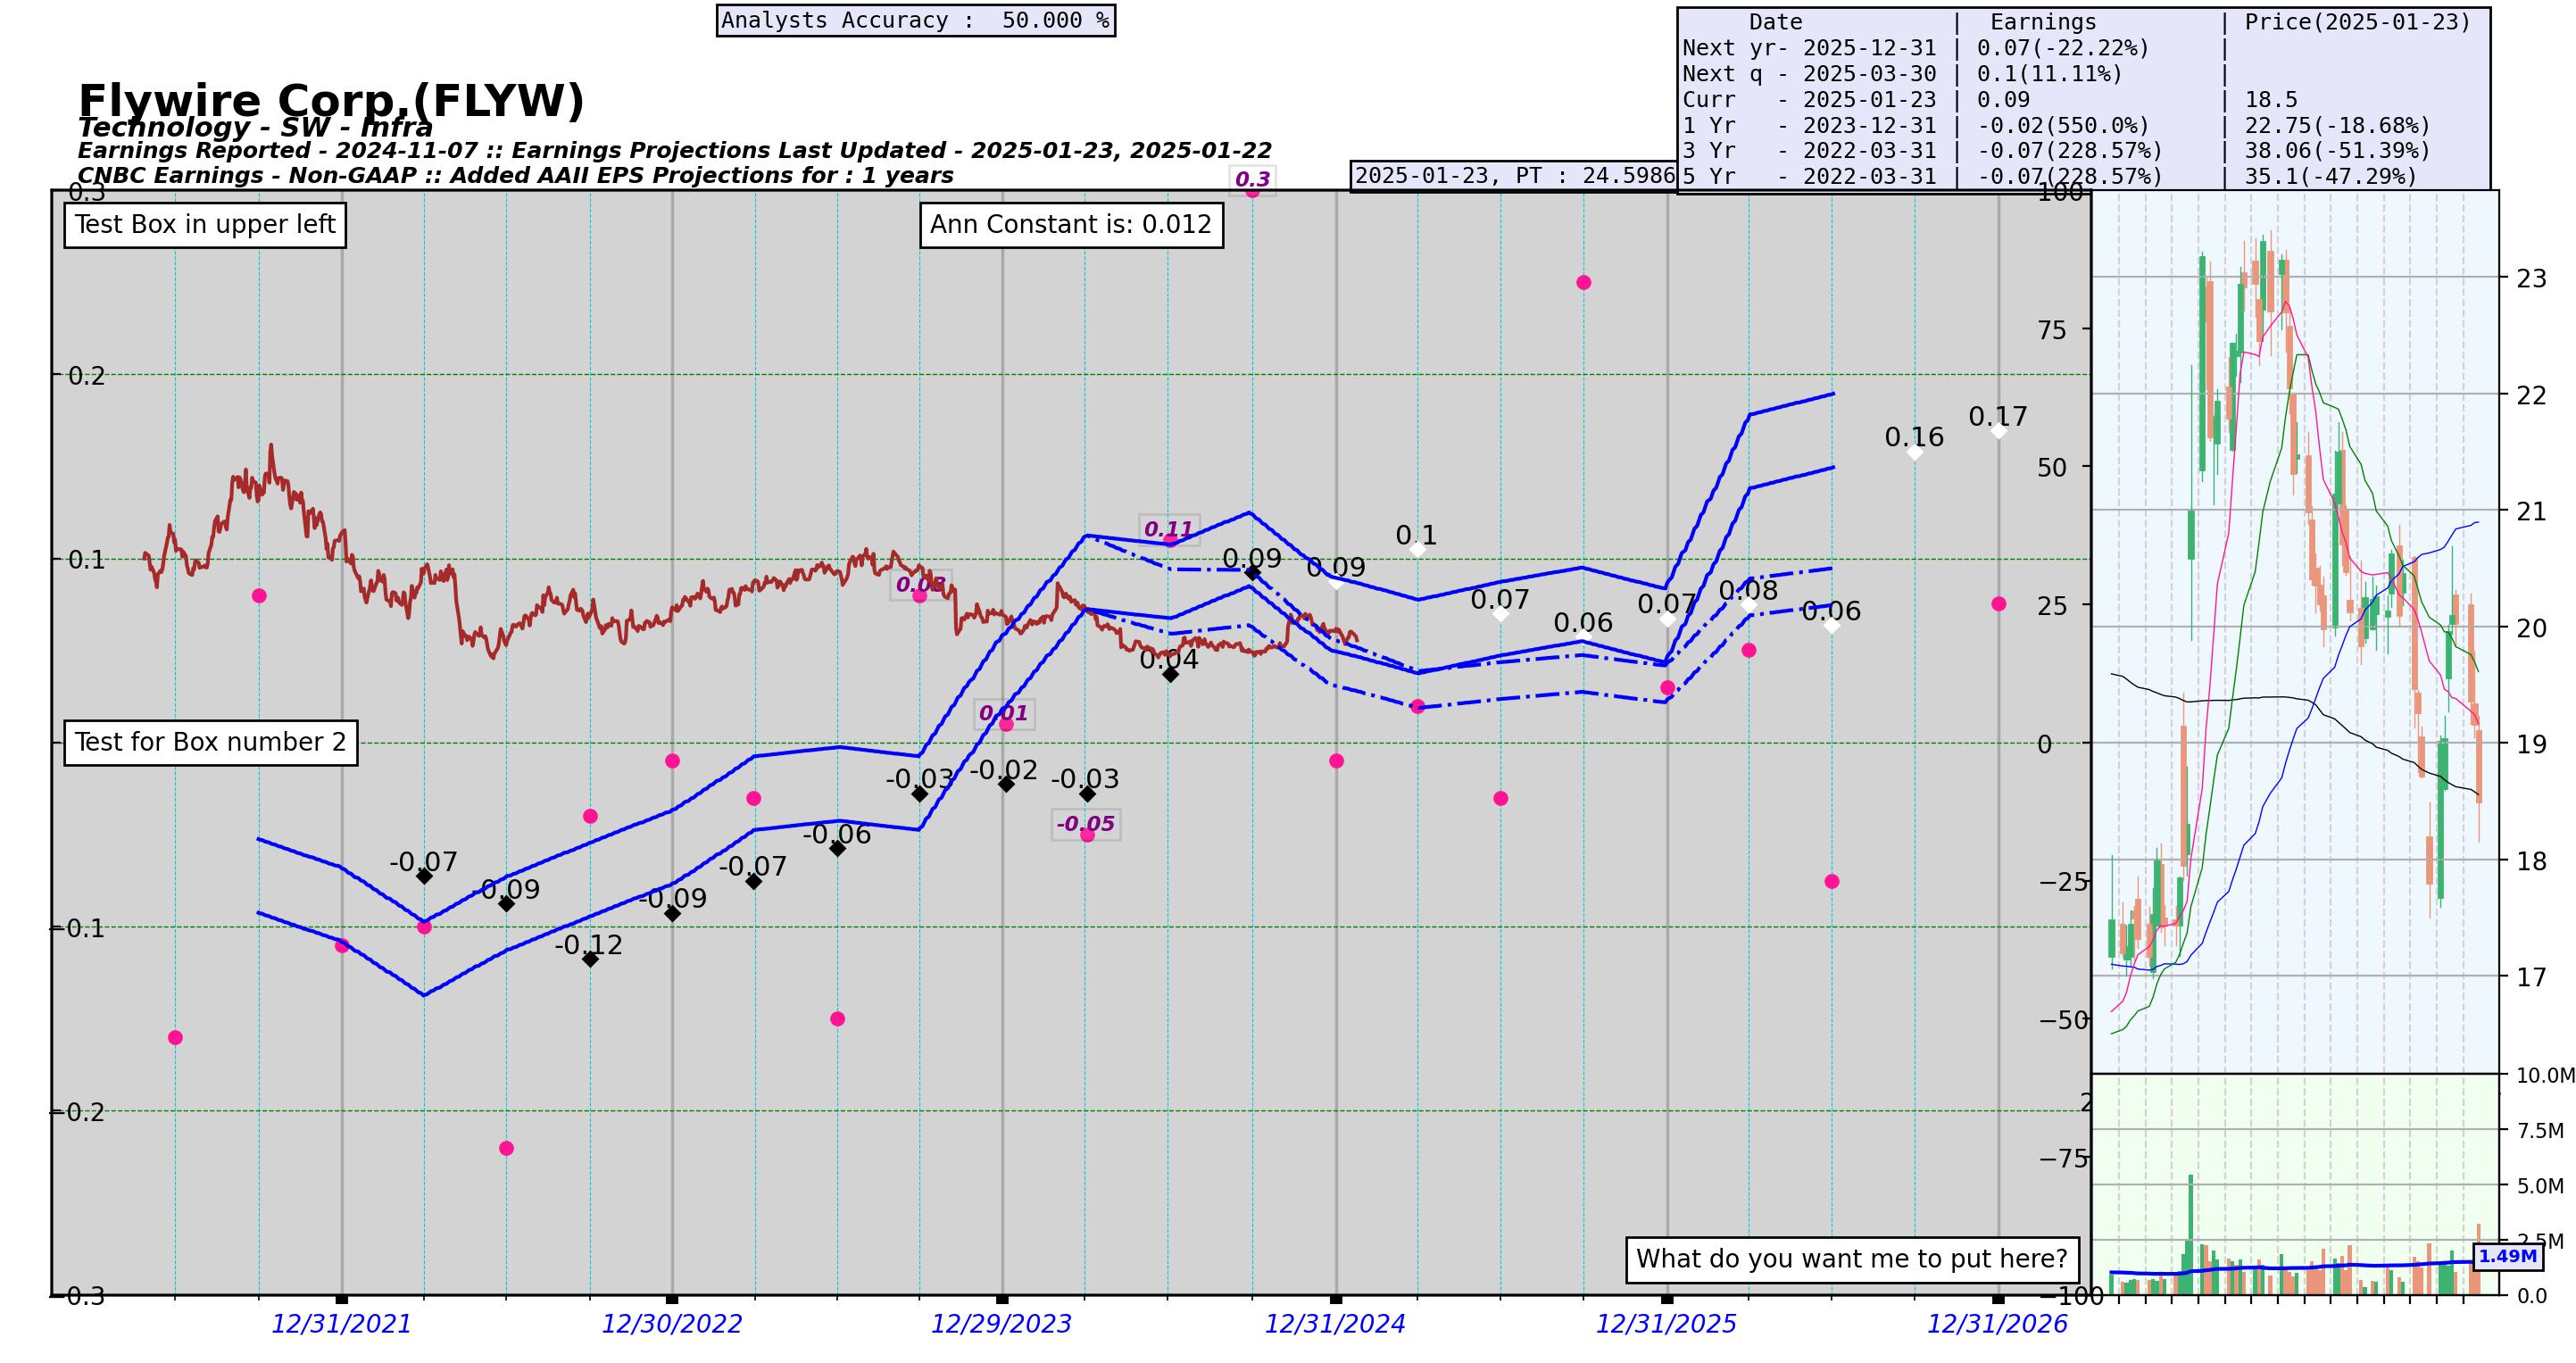 Analysts Accuracy :  50.000 %
Date | Earnings | Price(2025-01-23)
Next yr- 2025-12-31 | 0.07(-22.22%) |
Next q - 2025-03-30 | 0.1(11.11%) |
Curr - 2025-01-23 | 0.09 | 18.5
1 Yr - 2023-12-31 | -0.02(550.0%) | 22.75(-18.68%)
3 Yr - 2022-03-31 | -0.07(228.57%) | 38.06(-51.39%)
5 Yr - 2022-03-31 | -0.07(228.57%) | 35.1(-47.29%)
Flywire Corp,(FLYW)
Technology - SW - Infra
Earnings Reported - 2024-11-07 :: Earnings Projections Last Updated - 2025-01-23, 2025-01-22
CNBC Earnings - Non-GAAP :: Added AAII EPS Projections for : 1 years
2025-01-23, PT : 24.5986
0.3
0.3
100
Test Box in upper left
Ann Constant is: 0.012
23
75
0.2
22
0.17
0.16
50
21
0.11
0.1
0.1
0.09
0.09
0.03
0.07
0.06
0.07
0.08
0.06
25
20
0.04
0.01
Test for Box number 2
0
19
-0.03
-0.02
-0.03
-0.05
-0.06
-0.07
-0.07
-0.09
-0.09
-0.12
−25
18
−0.1
17
−50
10.0M
−0.2
2
7.5M
−75
5.0M
What do you want me to put here?
2.5M
1.49M
−0.3
−100
0.0
12/31/2021
12/30/2022
12/29/2023
12/31/2024
12/31/2025
12/31/2026